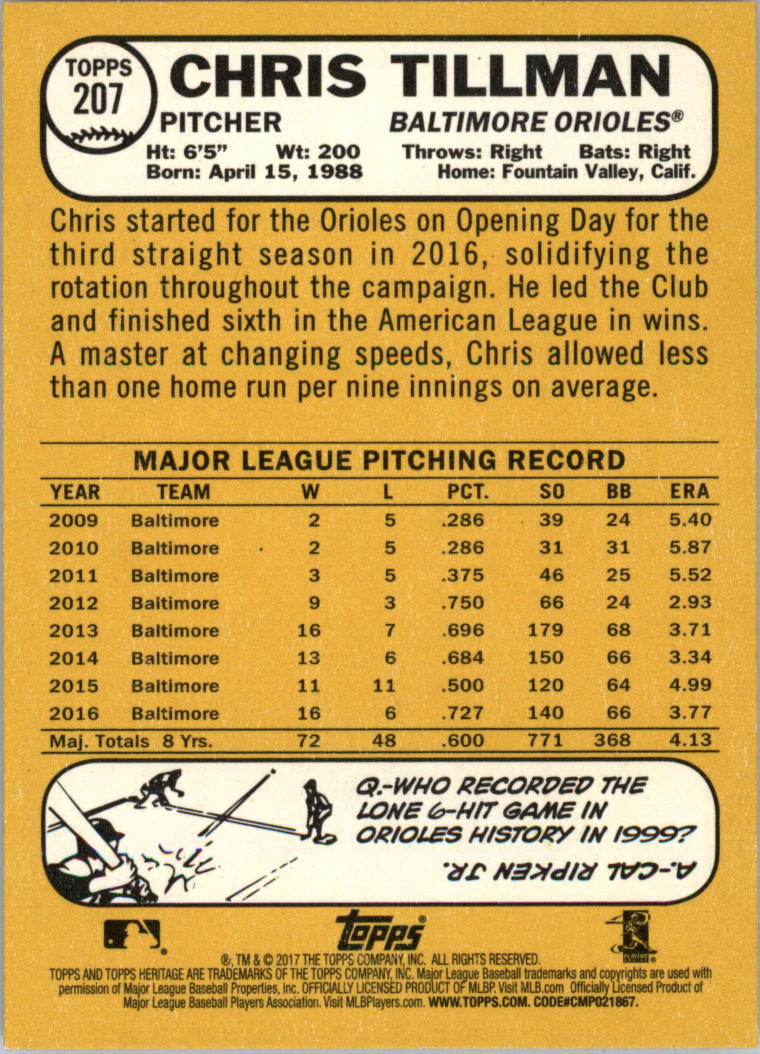 TOPPS
207
CHRIS TILLMAN
PITCHER BALTIMORE ORIOLES®
Ht: 6'5" Wt: 200 Throws: Right Bats: Right
Born: April 15, 1988 Home: Fountain Valley, Calif.
Chris started for the Orioles on Opening Day for the
third straight season in 2016, solidifying the
rotation throughout the campaign. He led the Club
and finished sixth in the American League in wins.
A master at changing speeds, Chris allowed less
than one home run per nine innings on average.
MAJOR LEAGUE PITCHING RECORD
YEAR TEAM W L PCT. SO BB ERA
2009 Baltimore 2 5 .286 39 24 5.40
2010 Baltimore 2 5 .286 31 31 5.87
2011 Baltimore 3 5 .375 46 25 5.52
2012 Baltimore 9 3 .750 66 24 2.93
2013 Baltimore 16 7 .696 179 68 3.71
2014 Baltimore 13 6 .684 150 66 3.34
2015 Baltimore 11 11 .500 120 64 4.99
2016 Baltimore 16 6 .727 140 66 3.77
Maj. Totals 8 Yrs. 72 48 .600 771 368 4.13
Q.-WHO RECORDED THE
LONE 6-HIT GAME IN
ORIOLES HISTORY IN 1999?
A.-CAL RIPKEN JR.
topps®
®, TM & © 2017 THE TOPPS COMPANY, INC. ALL RIGHTS RESERVED.
TOPPS AND TOPPS HERITAGE ARE TRADEMARKS OF THE TOPPS COMPANY, INC. Major League Baseball trademarks and copyrights are used with
permission of Major League Baseball Properties, Inc. OFFICIALLY LICENSED PRODUCT OF MLBP. Visit MLB.com Officially Licensed Product of
Major League Baseball Players Association. Visit MLBPlayers.com. WWW.TOPPS.COM. CODE#CMP021867.